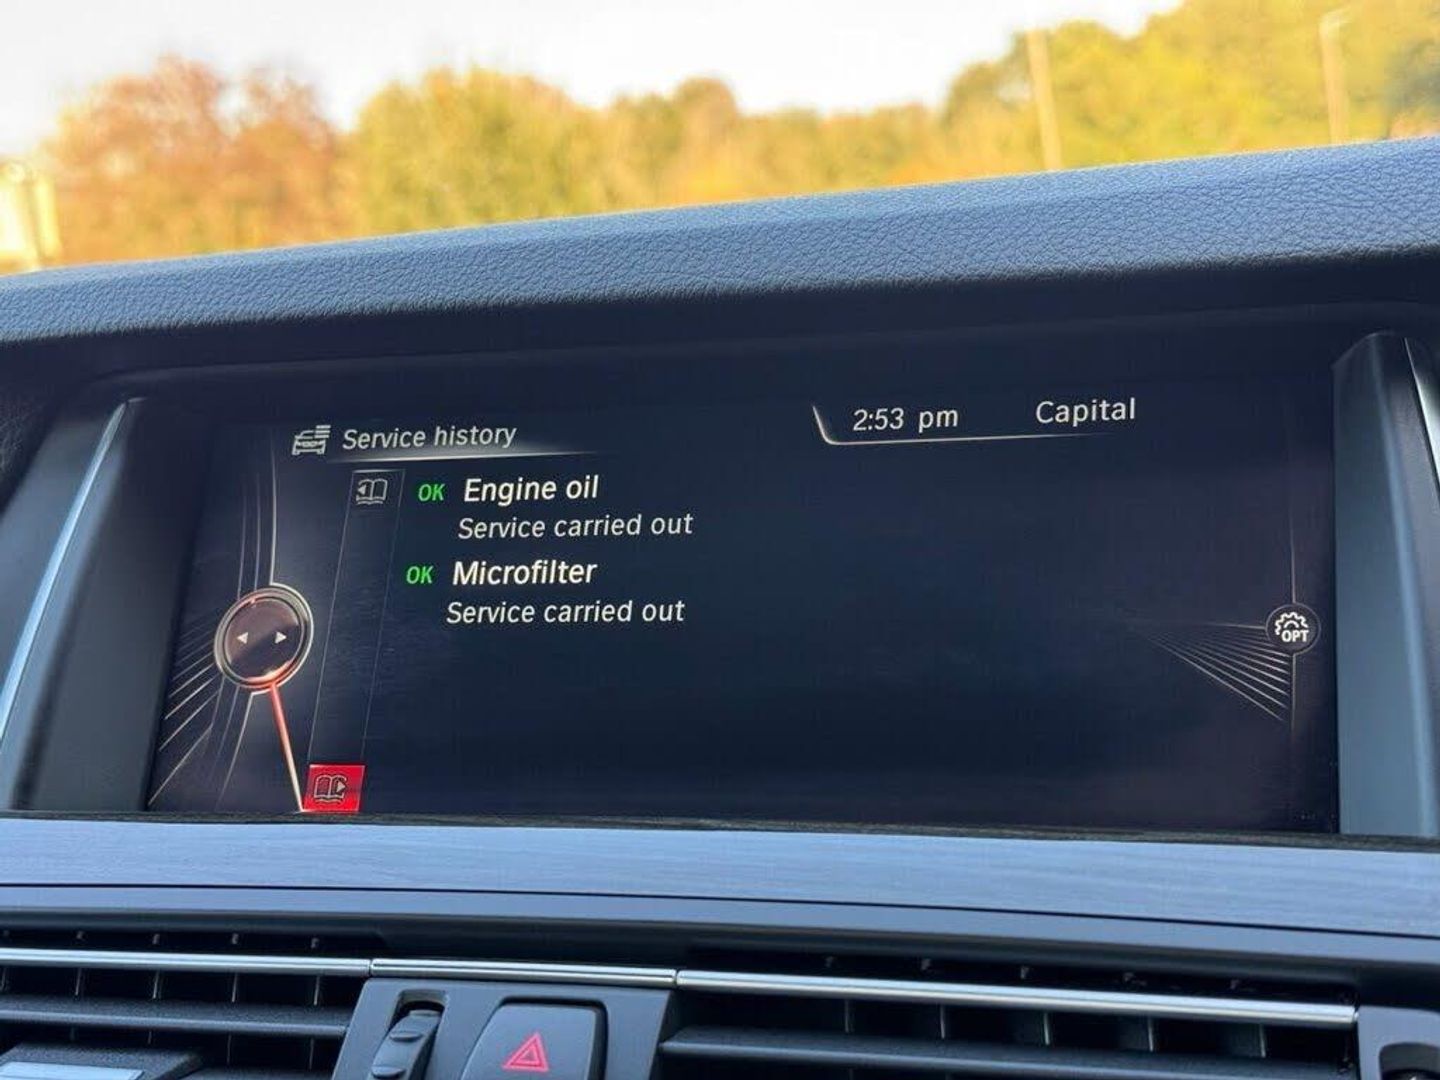 Service history
2:53 pm Capital
OK Engine oil
Service carried out
OK Microfilter
Service carried out
OPT